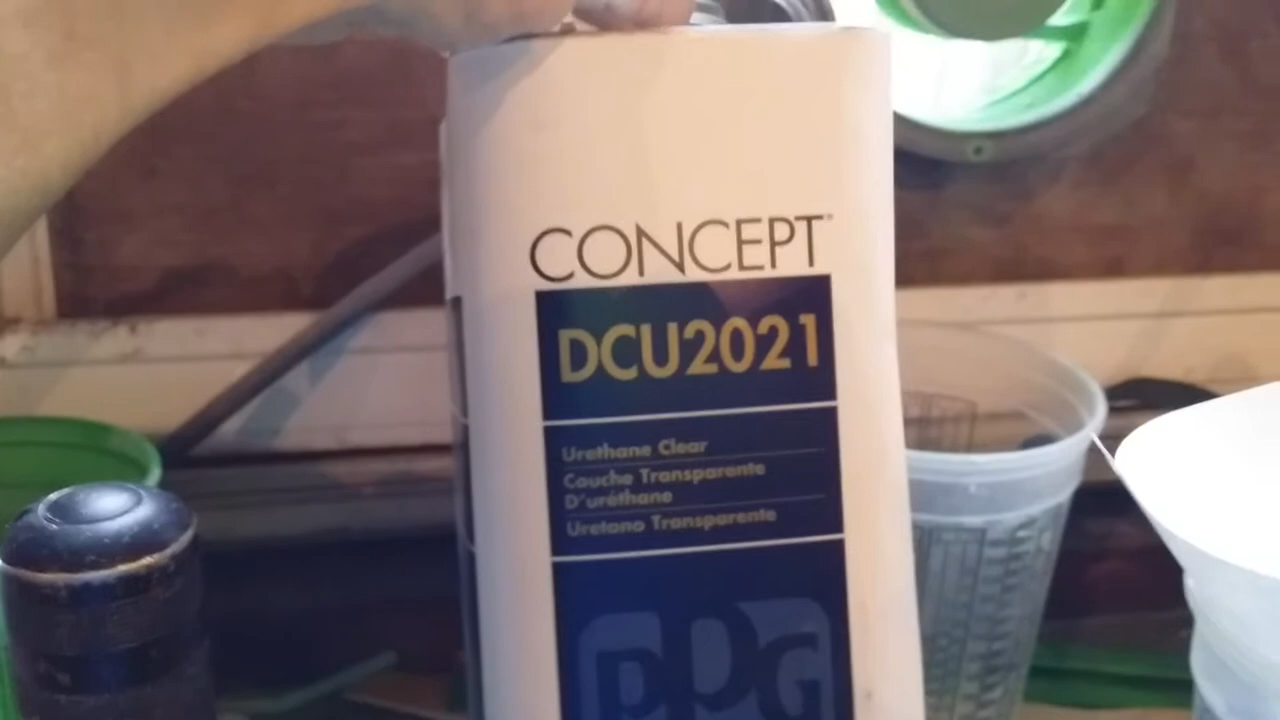 CONCEPT
DCU2021
Urethane Clear
Couche Transparente
D'uréthane
Uretano Transparente
PPG